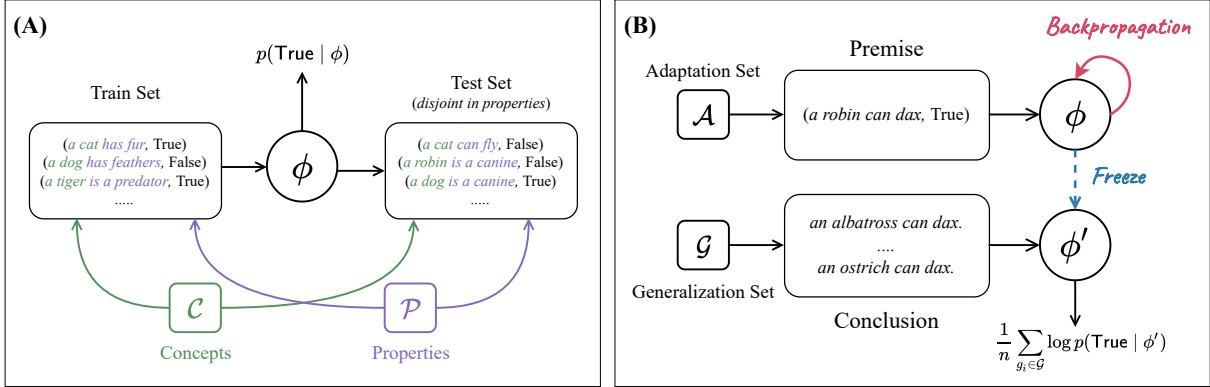 (A)
p(True | ϕ)
Train Set
Test Set
(disjoint in properties)
(a cat has fur, True)
(a dog has feathers, False)
(a tiger is a predator, True)
.....
ϕ
(a cat can fly, False)
(a robin is a canine, False)
(a dog is a canine, True)
.....
C
P
Concepts
Properties
(B)
Backpropagation
Premise
Adaptation Set
A
(a robin can dax, True)
ϕ
Freeze
G
an albatross can dax.
....
an ostrich can dax.
ϕ′
Generalization Set
Conclusion
1/n ∑_{g_i∈G} log p(True | ϕ′)